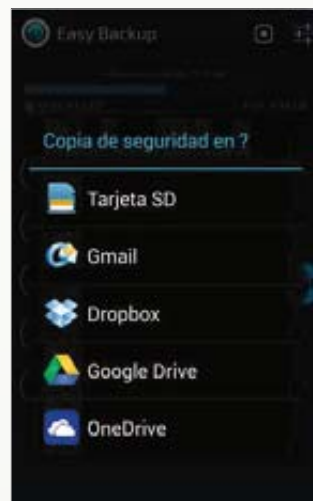 Easy Backup
Copia de seguridad en ?
Tarjeta SD
Gmail
Dropbox
Google Drive
OneDrive